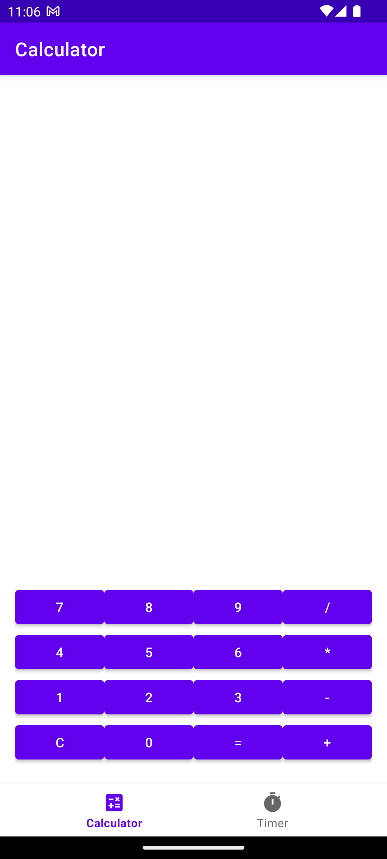 11:06
Calculator
7 8 9 /
4 5 6 *
1 2 3 -
C 0 = +
Calculator Timer